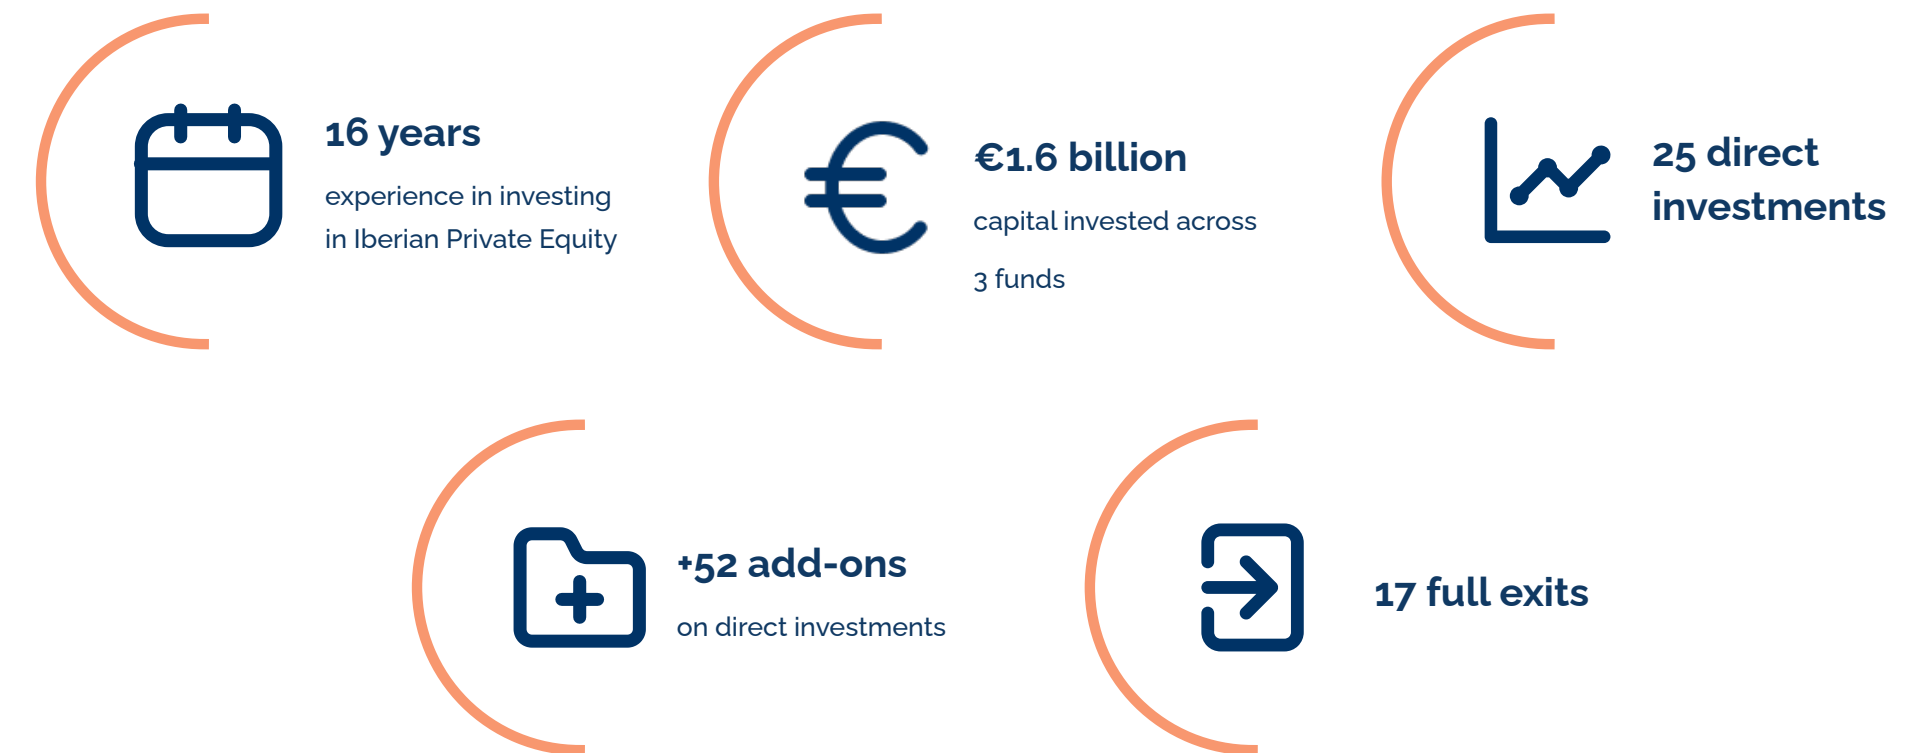 16 years
experience in investing
in Iberian Private Equity
€1.6 billion
capital invested across
3 funds
25 direct
investments
+52 add-ons
on direct investments
17 full exits